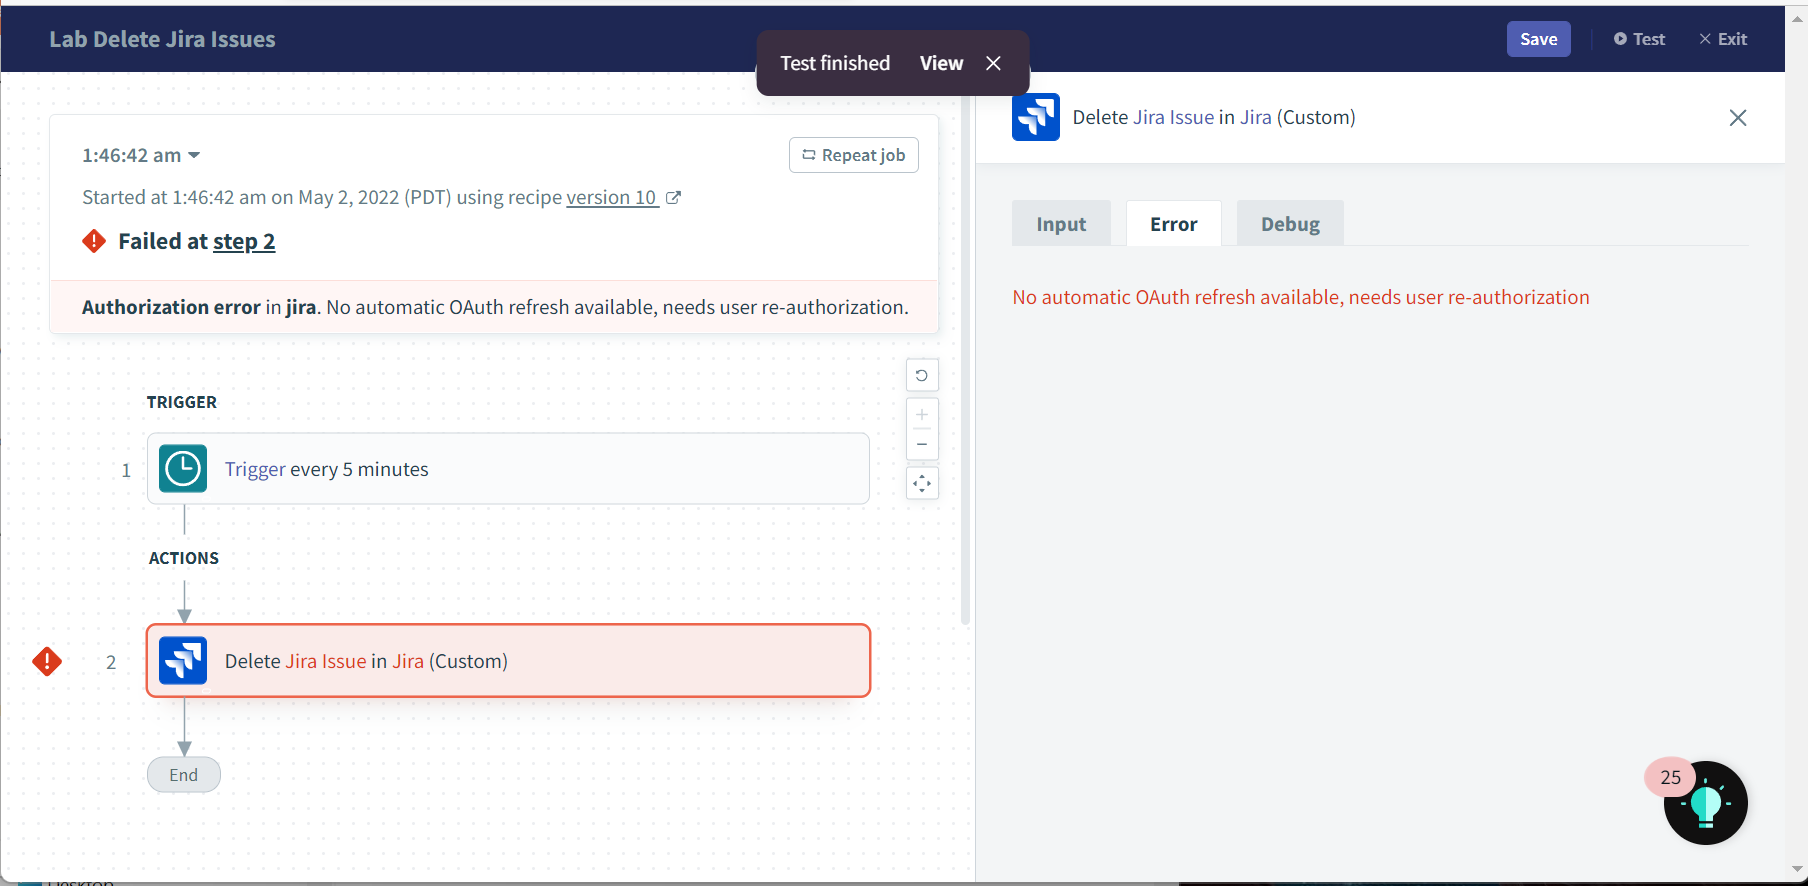 Lab Delete Jira Issues
Test finished View
Save Test Exit
1:46:42 am
Repeat job
Started at 1:46:42 am on May 2, 2022 (PDT) using recipe version 10
Failed at step 2
Authorization error in jira. No automatic OAuth refresh available, needs user re-authorization.
TRIGGER
1 Trigger every 5 minutes
ACTIONS
2 Delete Jira Issue in Jira (Custom)
End
Delete Jira Issue in Jira (Custom)
Input Error Debug
No automatic OAuth refresh available, needs user re-authorization
25
Desktop